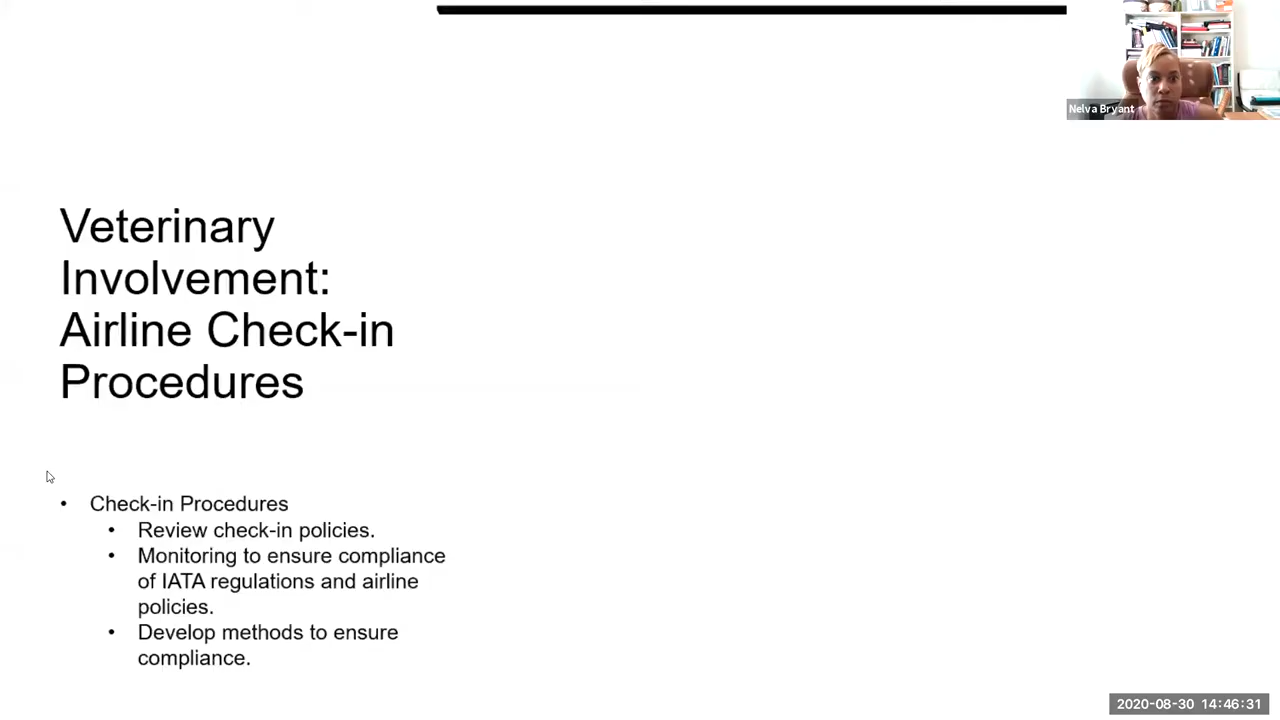 Nelva Bryant
Veterinary
Involvement:
Airline Check-in
Procedures
• Check-in Procedures
• Review check-in policies.
• Monitoring to ensure compliance
of IATA regulations and airline
policies.
• Develop methods to ensure
compliance.
2020-08-30 14:46:31